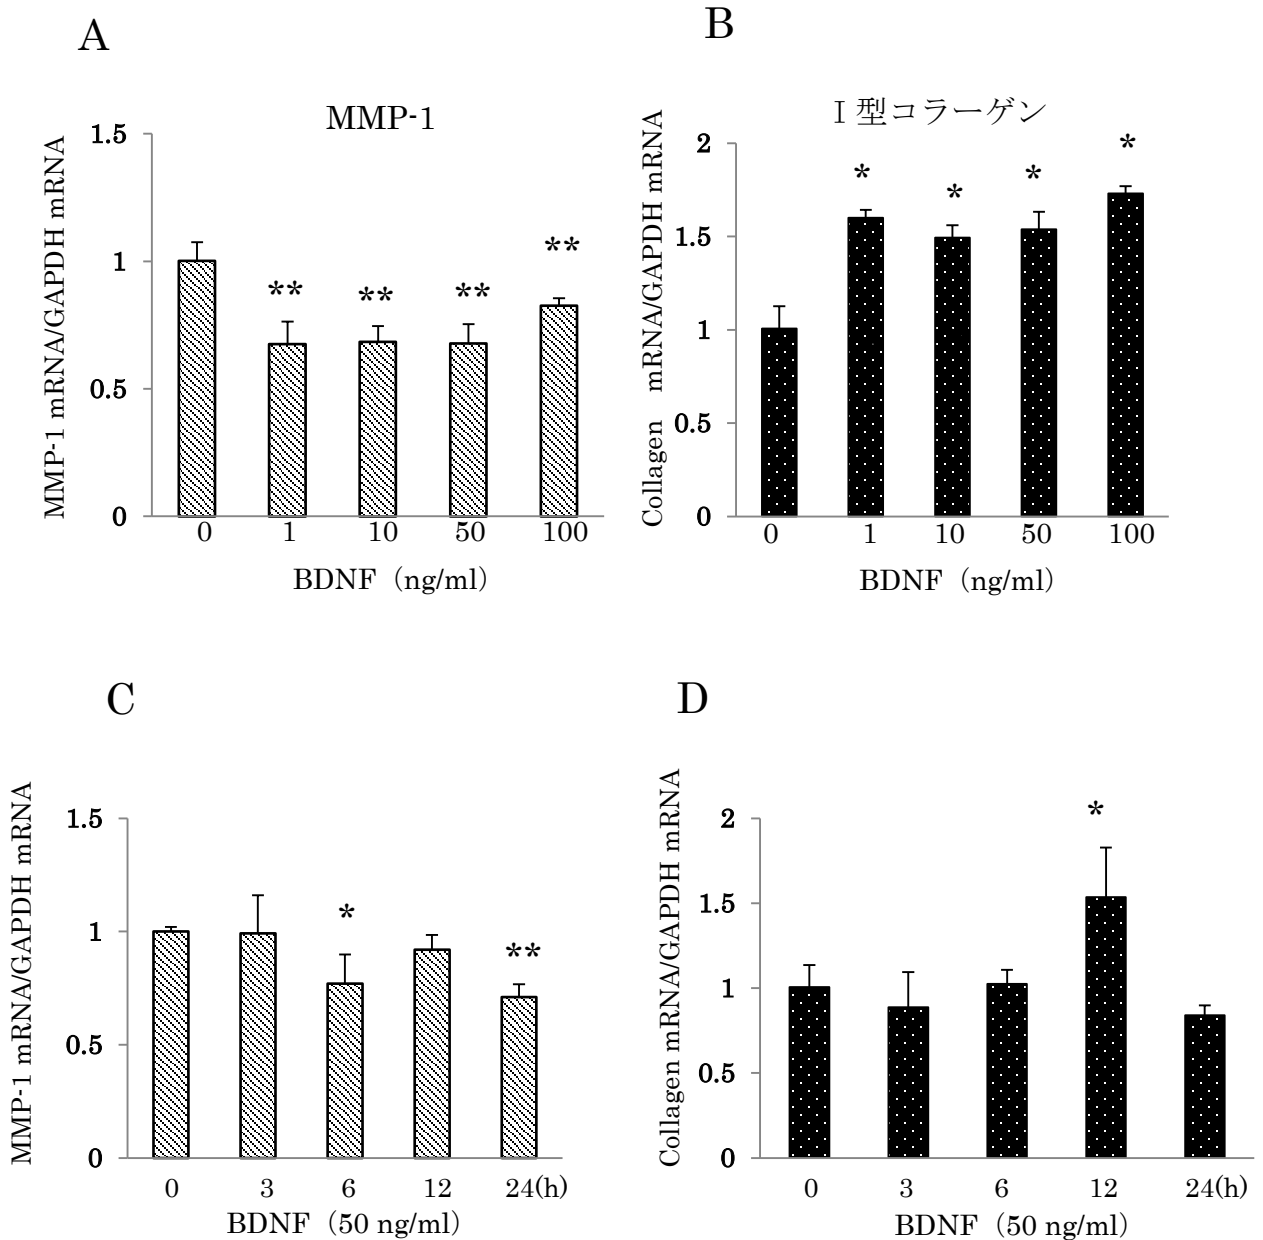 A
MMP-1
MMP-1 mRNA/GAPDH mRNA
1.5
1
0.5
0
**
**
**
**
0 1 10 50 100
BDNF（ng/ml）
B
Ⅰ型コラーゲン
Collagen mRNA/GAPDH mRNA
2
1.5
1
0.5
0
*
*
*
*
0 1 10 50 100
BDNF（ng/ml）
C
MMP-1 mRNA/GAPDH mRNA
1.5
1
0.5
0
*
**
0 3 6 12 24(h)
BDNF（50 ng/ml）
D
Collagen mRNA/GAPDH mRNA
2
1.5
1
0.5
0
*
0 3 6 12 24(h)
BDNF（50 ng/ml）